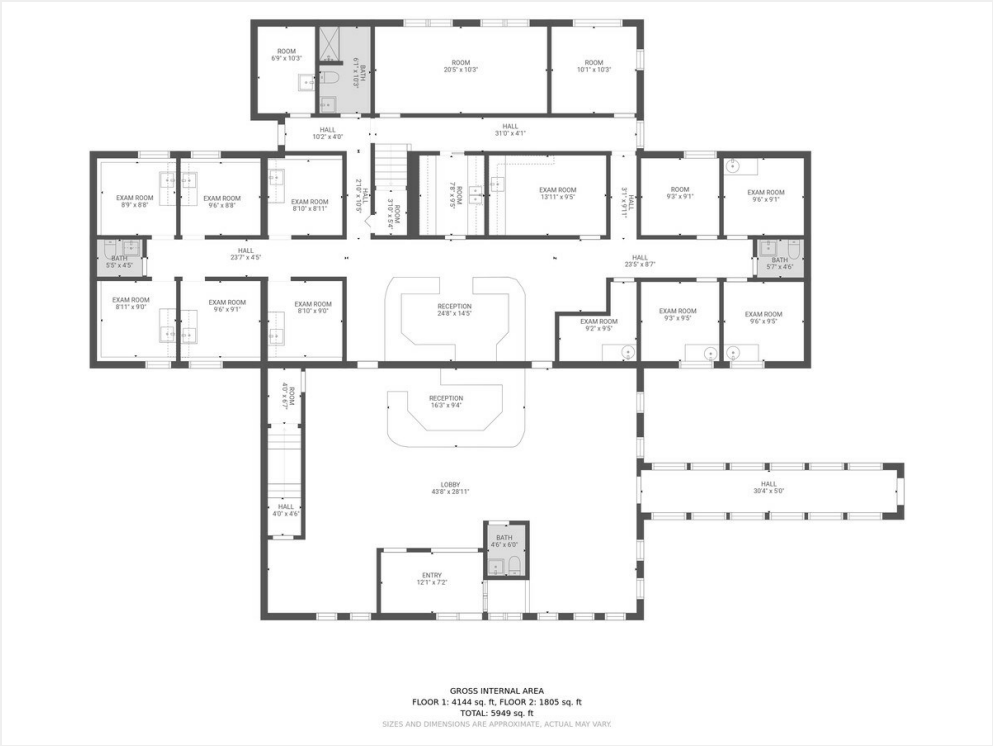 ROOM
6'9" x 10'3"
BATH
6'1" x 10'3"
ROOM
20'5" x 10'3"
ROOM
10'1" x 10'3"
HALL
10'2" x 4'0"
HALL
31'0" x 4'1"
EXAM ROOM
8'9" x 8'8"
EXAM ROOM
9'6" x 8'8"
EXAM ROOM
8'10" x 8'11"
HALL
2'10" x 10'5"
ROOM
3'10" x 5'4"
ROOM
7'8" x 9'5"
EXAM ROOM
13'11" x 9'5"
HALL
3'1" x 9'11"
ROOM
9'3" x 9'1"
EXAM ROOM
9'6" x 9'1"
BATH
5'5" x 4'5"
HALL
23'7" x 4'5"
HALL
23'5" x 8'7"
BATH
5'7" x 4'6"
EXAM ROOM
8'11" x 9'0"
EXAM ROOM
9'6" x 9'1"
EXAM ROOM
8'10" x 9'0"
RECEPTION
24'8" x 14'5"
EXAM ROOM
9'2" x 9'5"
EXAM ROOM
9'3" x 9'5"
EXAM ROOM
9'6" x 9'5"
ROOM
4'0" x 6'7"
RECEPTION
16'3" x 9'4"
LOBBY
43'8" x 28'11"
HALL
30'4" x 5'0"
HALL
4'0" x 4'6"
BATH
4'6" x 6'0"
ENTRY
12'1" x 7'2"
GROSS INTERNAL AREA
FLOOR 1: 4144 sq. ft, FLOOR 2: 1805 sq. ft
TOTAL: 5949 sq. ft
SIZES AND DIMENSIONS ARE APPROXIMATE, ACTUAL MAY VARY.